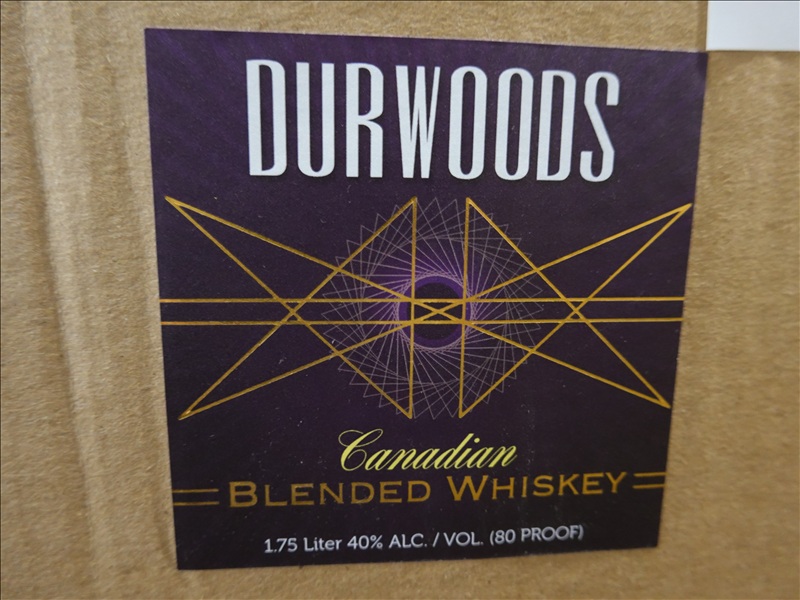 DURWOODS
Canadian
BLENDED WHISKEY
1.75 Liter 40% ALC. / VOL. (80 PROOF)